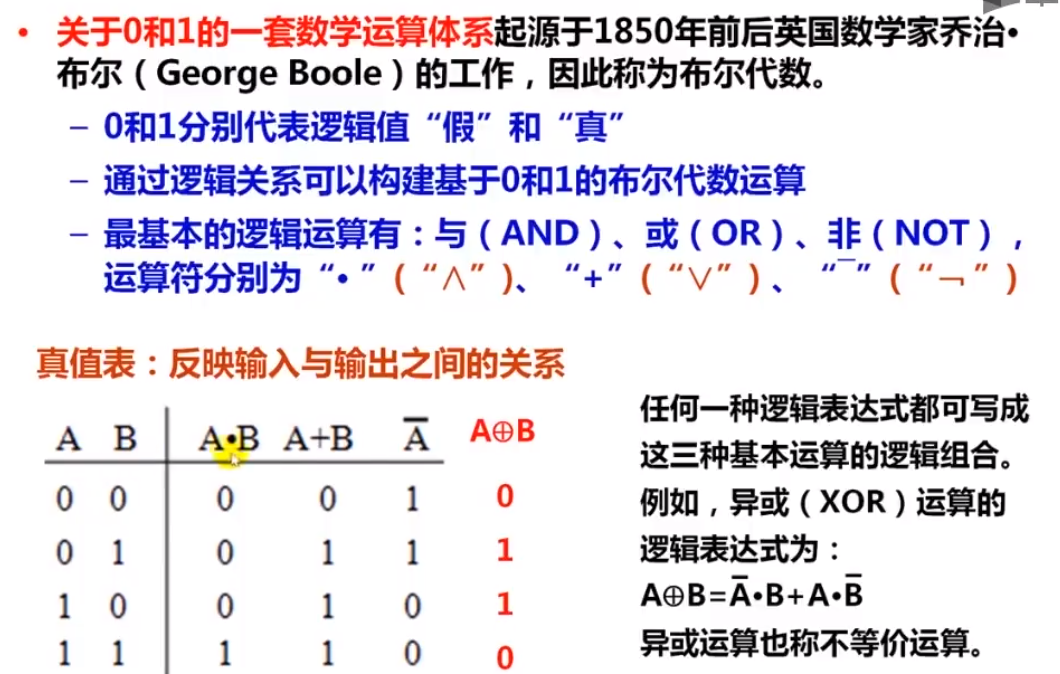 • 关于0和1的一套数学运算体系起源于1850年前后英国数学家乔治•
布尔（George Boole）的工作，因此称为布尔代数。
– 0和1分别代表逻辑值“假”和“真”
– 通过逻辑关系可以构建基于0和1的布尔代数运算
– 最基本的逻辑运算有：与（AND）、或（OR）、非（NOT），
运算符分别为“•”(“∧”)、“+”(“∨”)、“‾”(“¬”)
真值表：反映输入与输出之间的关系
A B A•B A+B A̅ A⊕B
0 0 0 0 1 0
0 1 0 1 1 1
1 0 0 1 0 1
1 1 1 1 0 0
任何一种逻辑表达式都可写成
这三种基本运算的逻辑组合。
例如，异或（XOR）运算的
逻辑表达式为：
A⊕B=A̅•B+A•B̅
异或运算也称不等价运算。